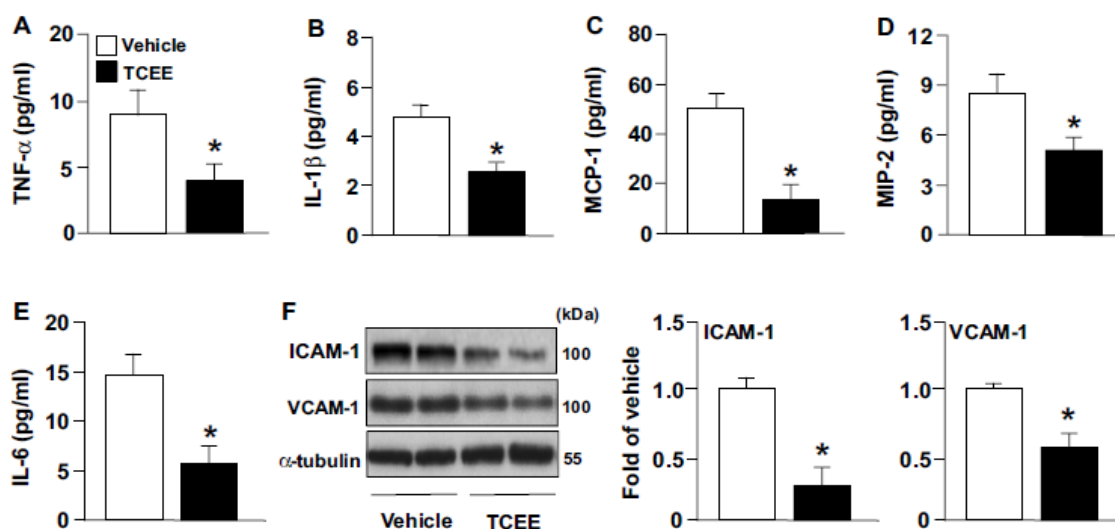 A
TNF-α (pg/ml)
20
10
5
0
Vehicle
TCEE
*
B
IL-1β (pg/ml)
8
6
4
2
0
*
C
MCP-1 (pg/ml)
80
60
40
20
0
*
D
MIP-2 (pg/ml)
12
9
6
3
0
*
E
IL-6 (pg/ml)
20
15
15
5
0
*
F
(kDa)
ICAM-1
100
VCAM-1
100
α-tubulin
55
Vehicle
TCEE
Fold of vehicle
1.5
1.0
0.5
0
ICAM-1
*
1.5
1.0
0.5
0
VCAM-1
*